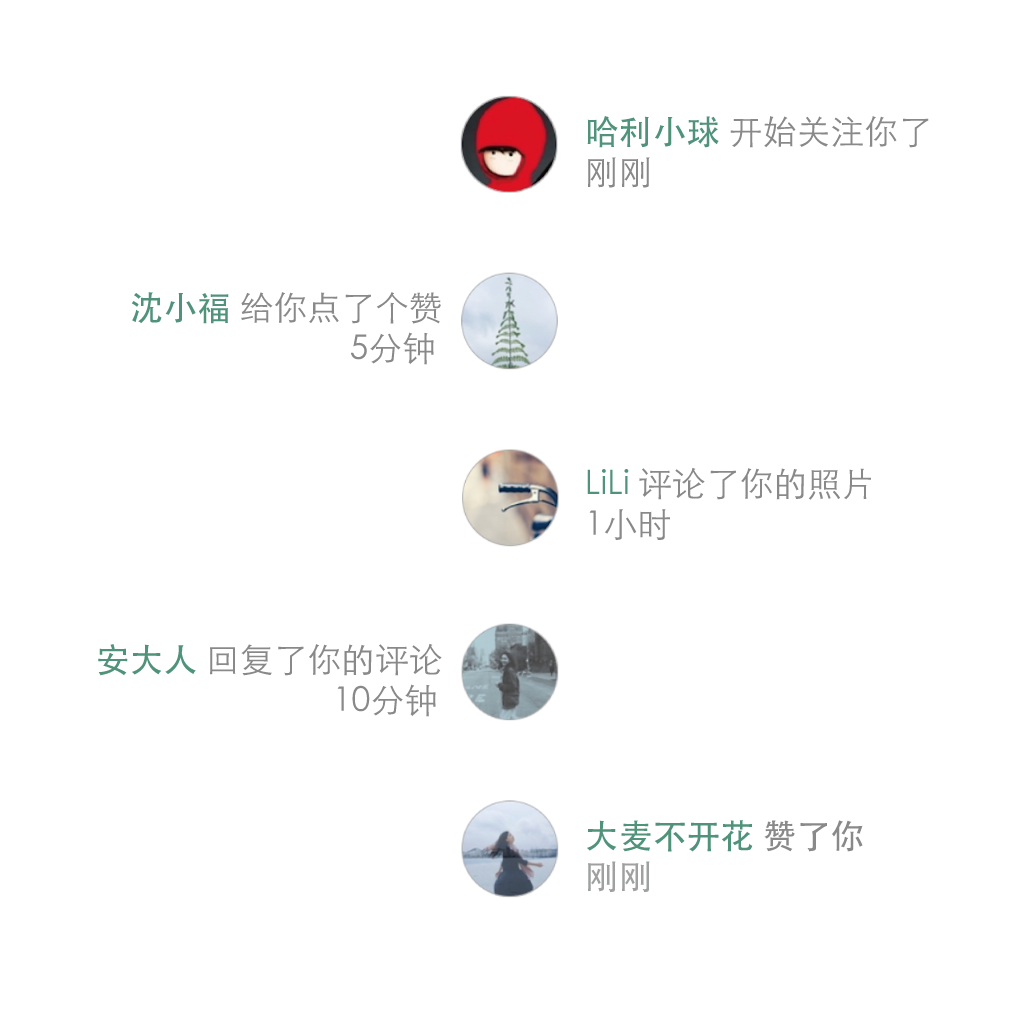 哈利小球 开始关注你了
刚刚
沈小福 给你点了个赞
5分钟
LiLi 评论了你的照片
1小时
安大人 回复了你的评论
10分钟
大麦不开花 赞了你
刚刚